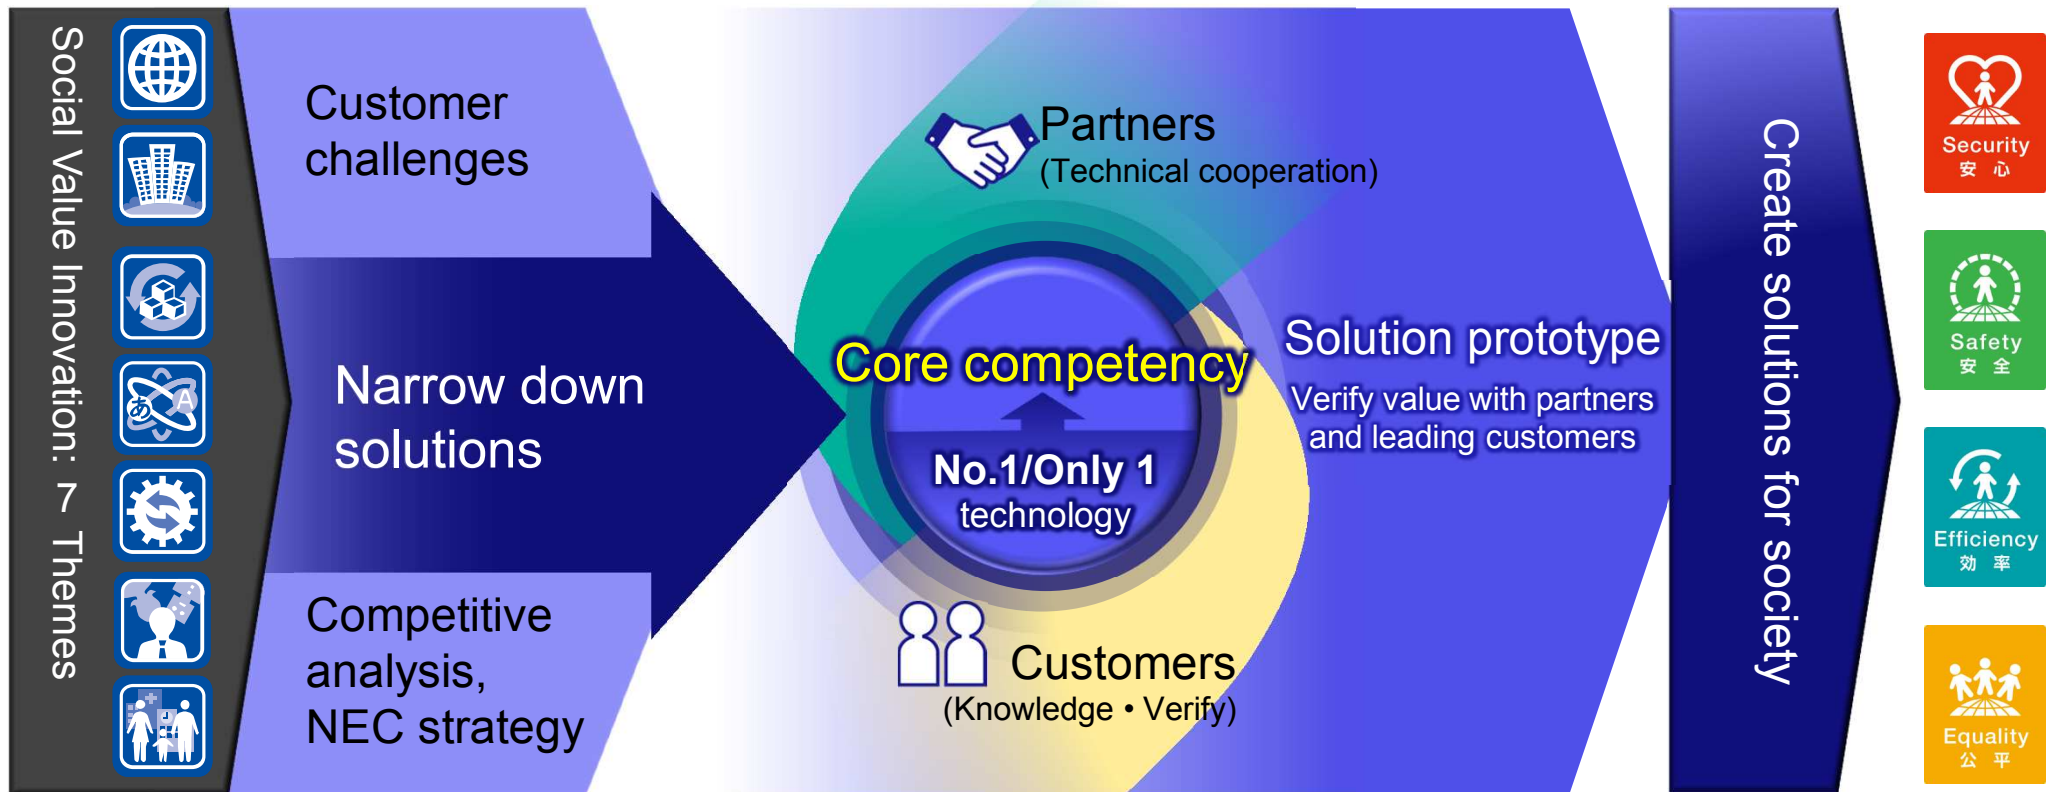 Social Value Innovation: 7 Themes
あ A
Customer
challenges
Narrow down
solutions
Competitive
analysis,
NEC strategy
Partners
(Technical cooperation)
Core competency
No.1/Only 1
technology
Customers
(Knowledge • Verify)
Solution prototype
Verify value with partners
and leading customers
Create solutions for society
Security
安 心
Safety
安 全
Efficiency
効 率
Equality
公 平